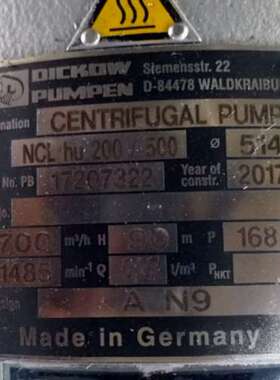 DICKOW
PUMPEN
Siemensstr. 22
D-84478 WALDKRAIBU
nation CENTRIFUGAL PUMP
NCL hu 200 500 ø 514
No. PB 17207322 Year of constr. 2017
700 m³/h H m P 168
1485 min⁻¹ Q t/m³ PNKT
sign A N9
Made in Germany